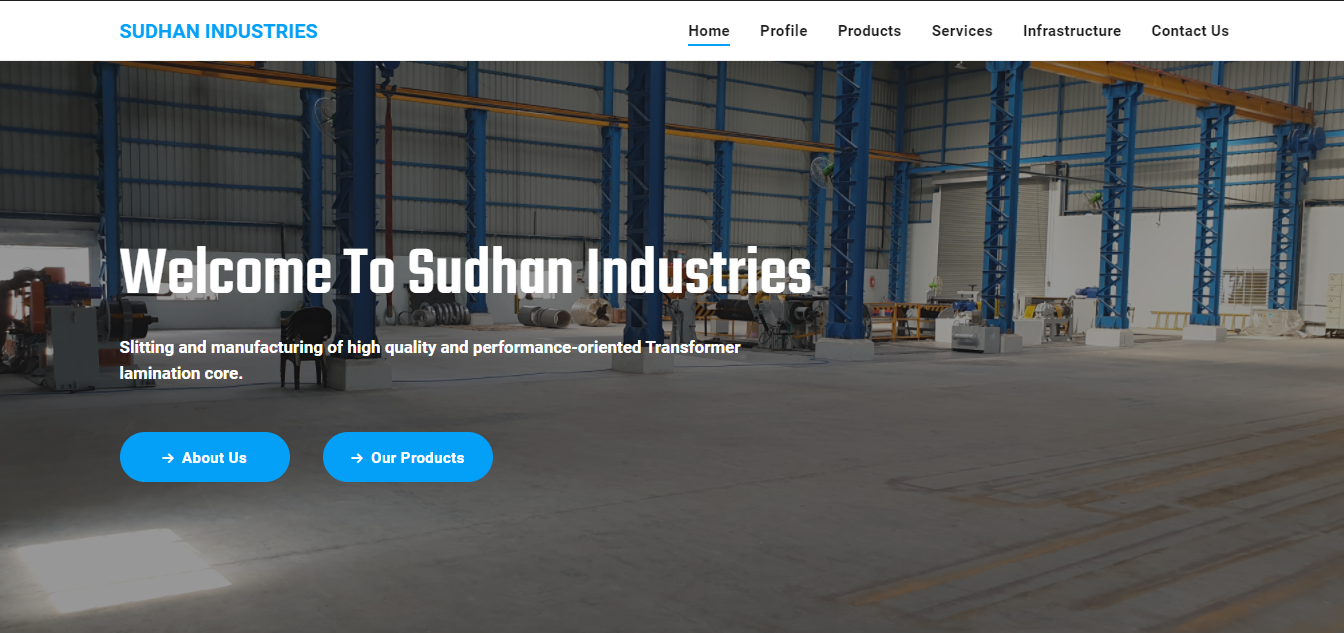 SUDHAN INDUSTRIES
Home Profile Products Services Infrastructure Contact Us
Welcome To Sudhan Industries
Slitting and manufacturing of high quality and performance-oriented Transformer
lamination core.
→ About Us → Our Products